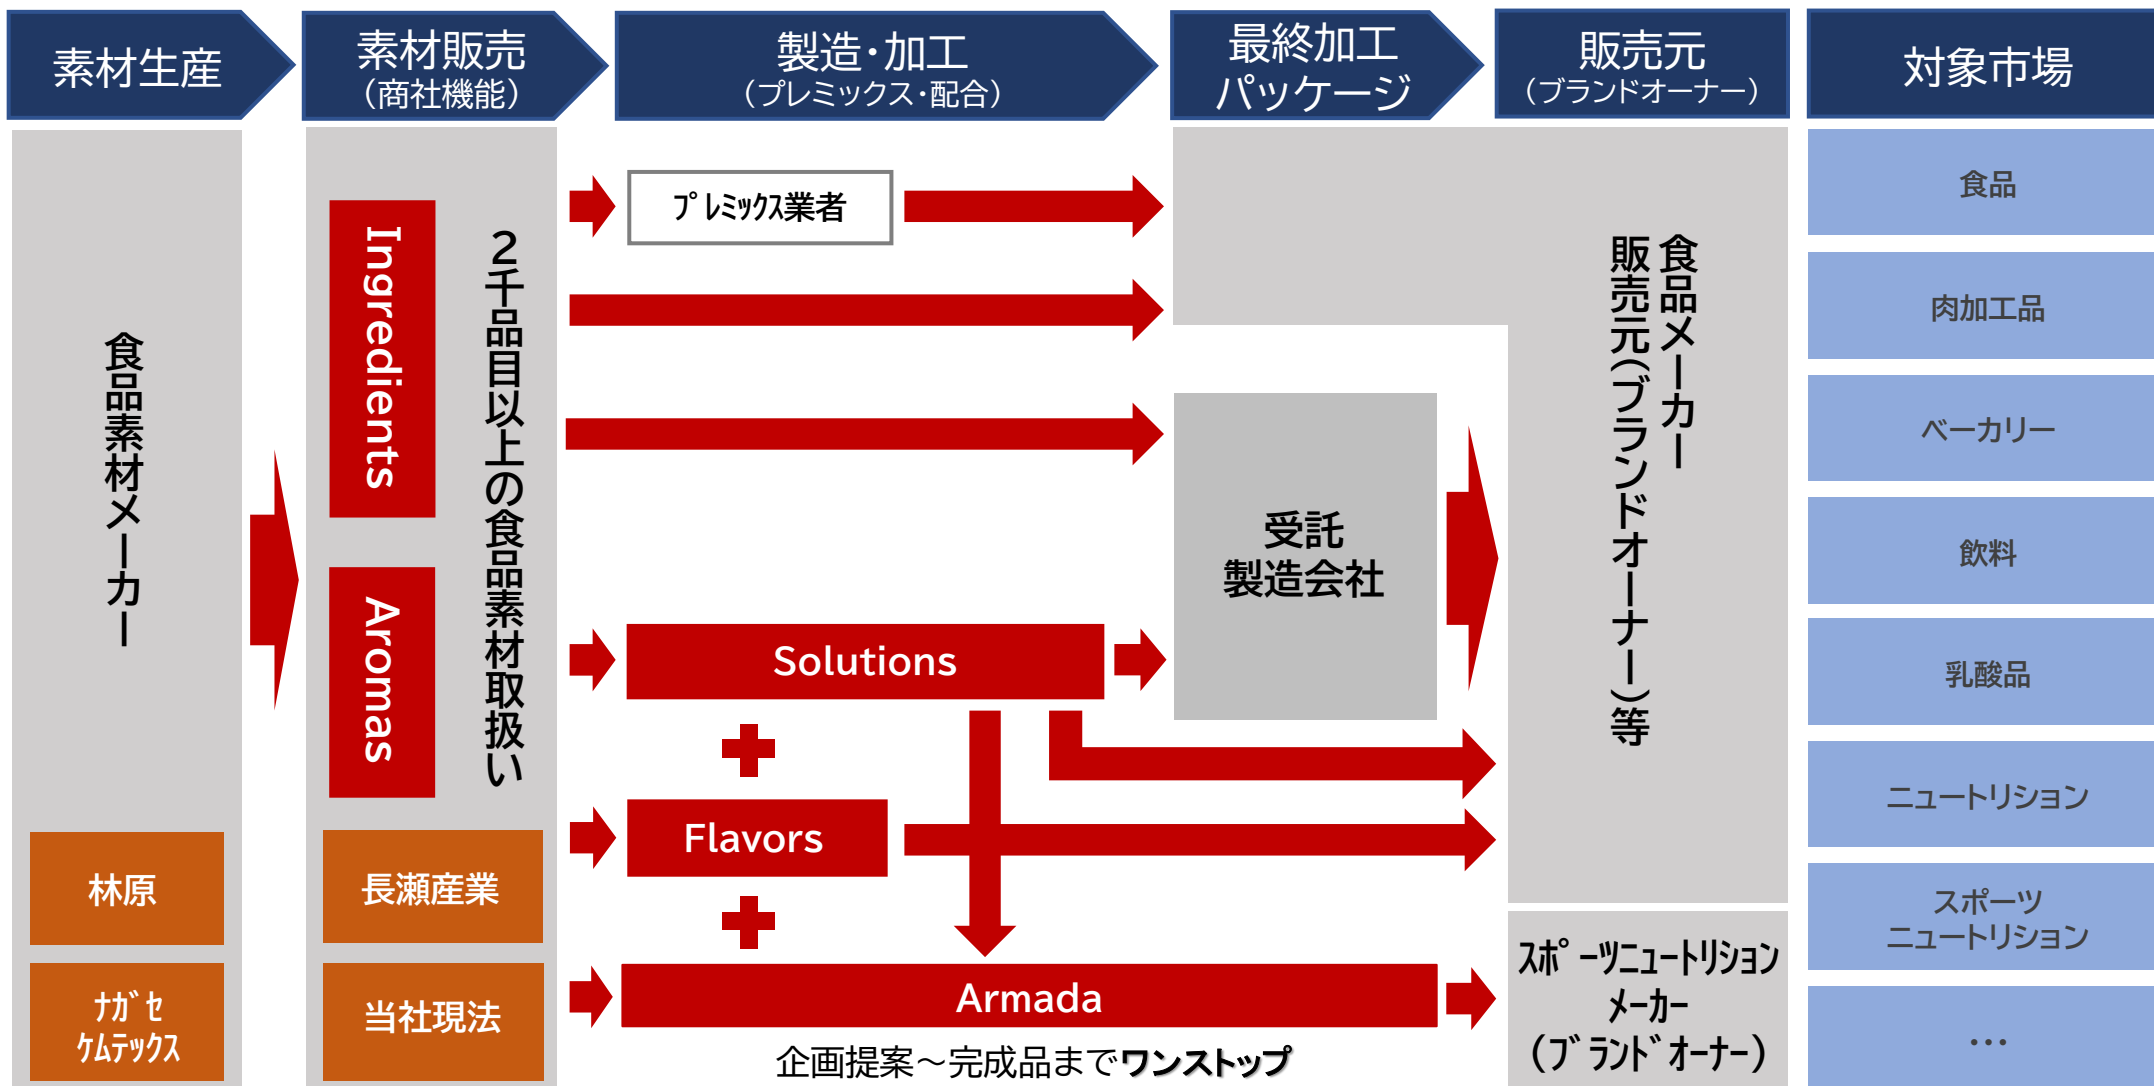 素材生産
素材販売
（商社機能）
製造・加工
（プレミックス・配合）
最終加工
パッケージ
販売元
（ブランドオーナー）
対象市場
食品素材メーカー
林原
ﾅｶﾞｾ
ｹﾑﾃｯｸｽ
Ingredients
Aromas
２千品目以上の食品素材取扱い
長瀬産業
当社現法
ﾌﾟﾚﾐｯｸｽ業者
Solutions
Flavors
Armada
企画提案～完成品までワンストップ
受託
製造会社
食品メーカー
販売元（ブランドオーナー）等
ｽﾎﾟｰﾂﾆｭｰﾄﾘｼｮﾝ
ﾒｰｶｰ
（ﾌﾞﾗﾝﾄﾞｵｰﾅｰ）
食品
肉加工品
ベーカリー
飲料
乳酸品
ニュートリション
スポーツ
ニュートリション
…